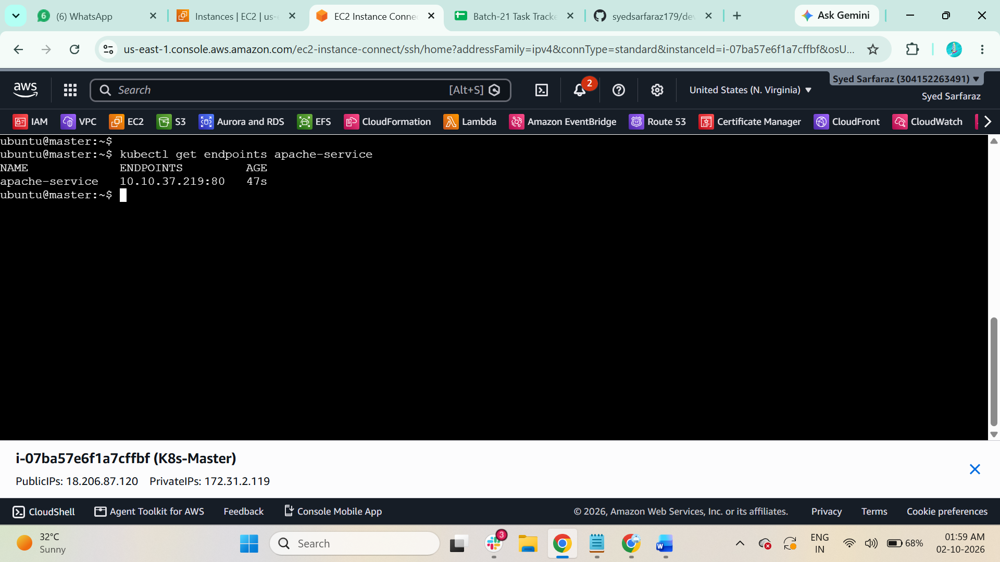 6 (6) WhatsApp
Instances | EC2 | us-
EC2 Instance Conne
Batch-21 Task Tracke
syedsarfaraz179/de
Ask Gemini
us-east-1.console.aws.amazon.com/ec2-instance-connect/ssh/home?addressFamily=ipv4&connType=standard&instanceId=i-07ba57e6f1a7cffbf&osU...
aws
Search [Alt+S]
2
United States (N. Virginia) ▼
Syed Sarfaraz (304152263491) ▼
Syed Sarfaraz
IAM VPC EC2 S3 Aurora and RDS EFS CloudFormation Lambda Amazon EventBridge Route 53 Certificate Manager CloudFront CloudWatch
ubuntu@master:~$
ubuntu@master:~$ kubectl get endpoints apache-service
NAME ENDPOINTS AGE
apache-service 10.10.37.219:80 47s
ubuntu@master:~$
i-07ba57e6f1a7cffbf (K8s-Master)
PublicIPs: 18.206.87.120 PrivateIPs: 172.31.2.119
CloudShell Agent Toolkit for AWS Feedback Console Mobile App © 2026, Amazon Web Services, Inc. or its affiliates. Privacy Terms Cookie preferences
32°C
Sunny
Search
3
ENG
IN
68%
01:59 AM
02-10-2026